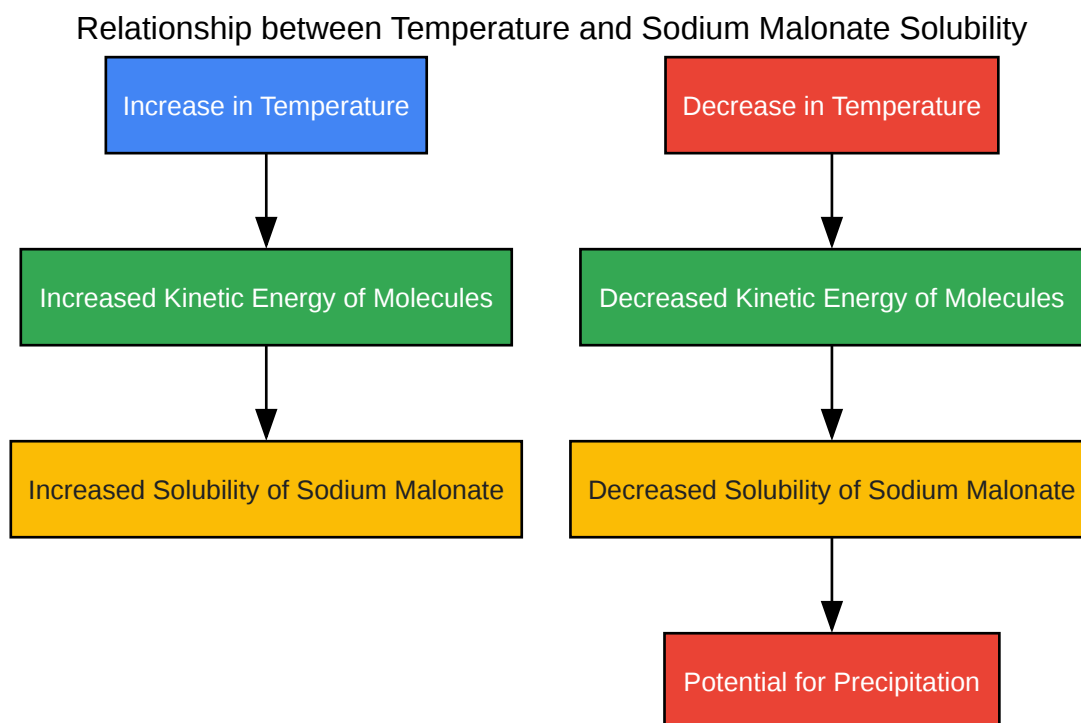 Relationship between Temperature and Sodium Malonate Solubility
Increase in Temperature
Decrease in Temperature
Increased Kinetic Energy of Molecules
Decreased Kinetic Energy of Molecules
Increased Solubility of Sodium Malonate
Decreased Solubility of Sodium Malonate
Potential for Precipitation